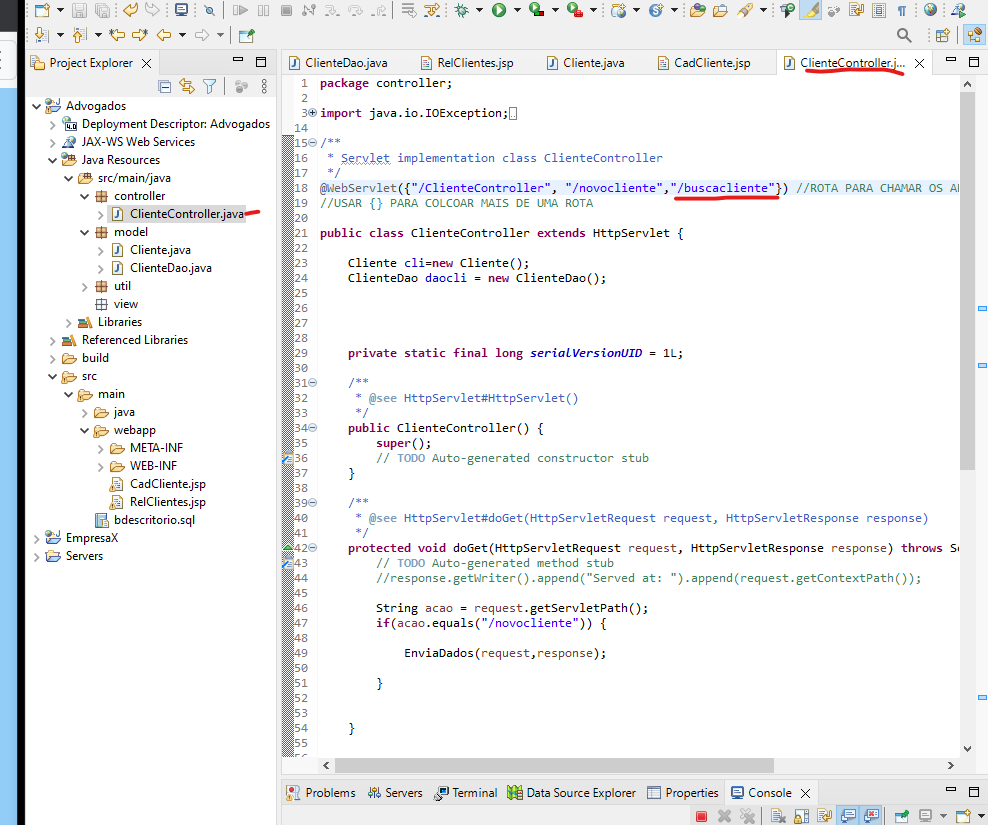 Project Explorer
Advogados
Deployment Descriptor: Advogados
JAX-WS Web Services
Java Resources
src/main/java
controller
ClienteController.java
model
Cliente.java
ClienteDao.java
util
view
Libraries
Referenced Libraries
build
src
main
java
webapp
META-INF
WEB-INF
CadCliente.jsp
RelClientes.jsp
bdescritorio.sql
EmpresaX
Servers
ClienteDao.java RelClientes.jsp Cliente.java CadCliente.jsp ClienteController.j...
1 package controller;
2
3 import java.io.IOException;
14
15 /**
16 * Servlet implementation class ClienteController
17 */
18 @WebServlet({"/ClienteController", "/novocliente","/buscacliente"}) //ROTA PARA CHAMAR OS
19 //USAR {} PARA COLCOAR MAIS DE UMA ROTA
20
21 public class ClienteController extends HttpServlet {
22
23 Cliente cli=new Cliente();
24 ClienteDao daocli = new ClienteDao();
25
26
27
28
29 private static final long serialVersionUID = 1L;
30
31 /**
32 * @see HttpServlet#HttpServlet()
33 */
34 public ClienteController() {
35 super();
36 // TODO Auto-generated constructor stub
37 }
38
39 /**
40 * @see HttpServlet#doGet(HttpServletRequest request, HttpServletResponse response)
41 */
42 protected void doGet(HttpServletRequest request, HttpServletResponse response) throws
43 // TODO Auto-generated method stub
44 //response.getWriter().append("Served at: ").append(request.getContextPath());
45
46 String acao = request.getServletPath();
47 if(acao.equals("/novocliente")) {
48
49 EnviaDados(request,response);
50
51 }
52
53
54 }
55
Problems Servers Terminal Data Source Explorer Properties Console